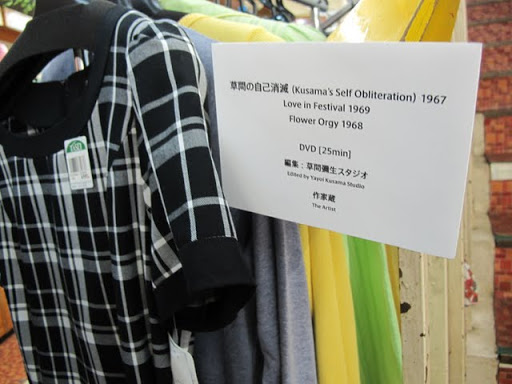 草間の自己消滅 (Kusama's Self Obliteration) 1967
Love in Festival 1969
Flower Orgy 1968
DVD [25min]
編集：草間彌生スタジオ
Edited by Yayoi Kusama Studio
作家蔵
The Artist